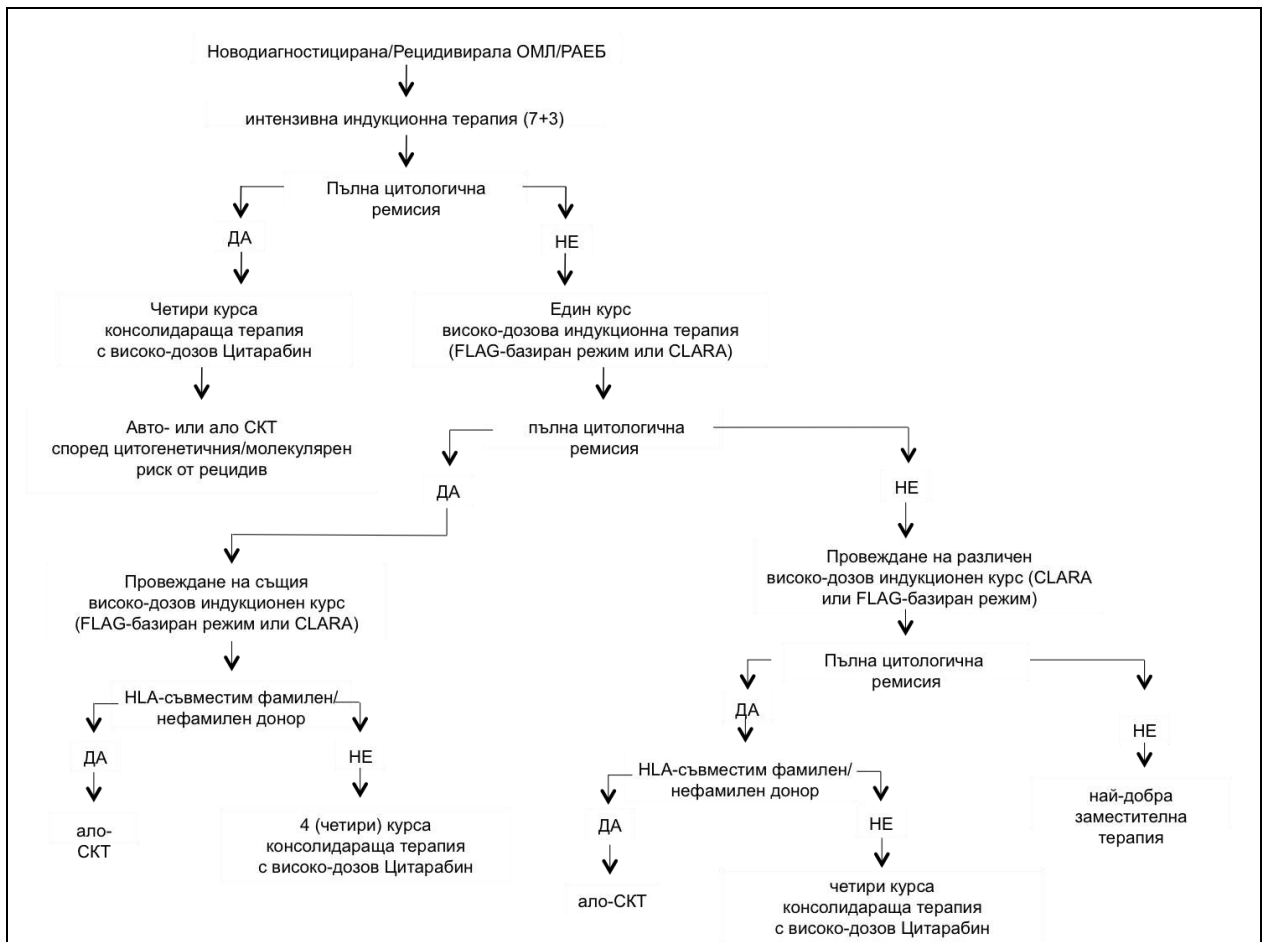 Новодиагностицирана/Рецидивирала ОМЛ/РАЕБ
интензивна индукционна терапия (7+3)
Пълна цитологична
ремисия
ДА
НЕ
Четири курса
консолидараща терапия
с високо-дозов Цитарабин
Един курс
високо-дозова индукционна терапия
(FLAG-базиран режим или CLARA)
Авто- или ало СКТ
според цитогенетичния/молекулярен
риск от рецидив
пълна цитологична
ремисия
ДА
НЕ
Провеждане на същия
високо-дозов индукционен курс
(FLAG-базиран режим или CLARA)
Провеждане на различен
високо-дозов индукционен курс (CLARA
или FLAG-базиран режим)
HLA-съвместим фамилен/
нефамилен донор
ДА
НЕ
ало-
СКТ
4 (четири) курса
консолидараща терапия
с високо-дозов Цитарабин
Пълна цитологична
ремисия
ДА
НЕ
HLA-съвместим фамилен/
нефамилен донор
най-добра
заместителна
терапия
ДА
НЕ
ало-СКТ
четири курса
консолидараща терапия
с високо-дозов Цитарабин